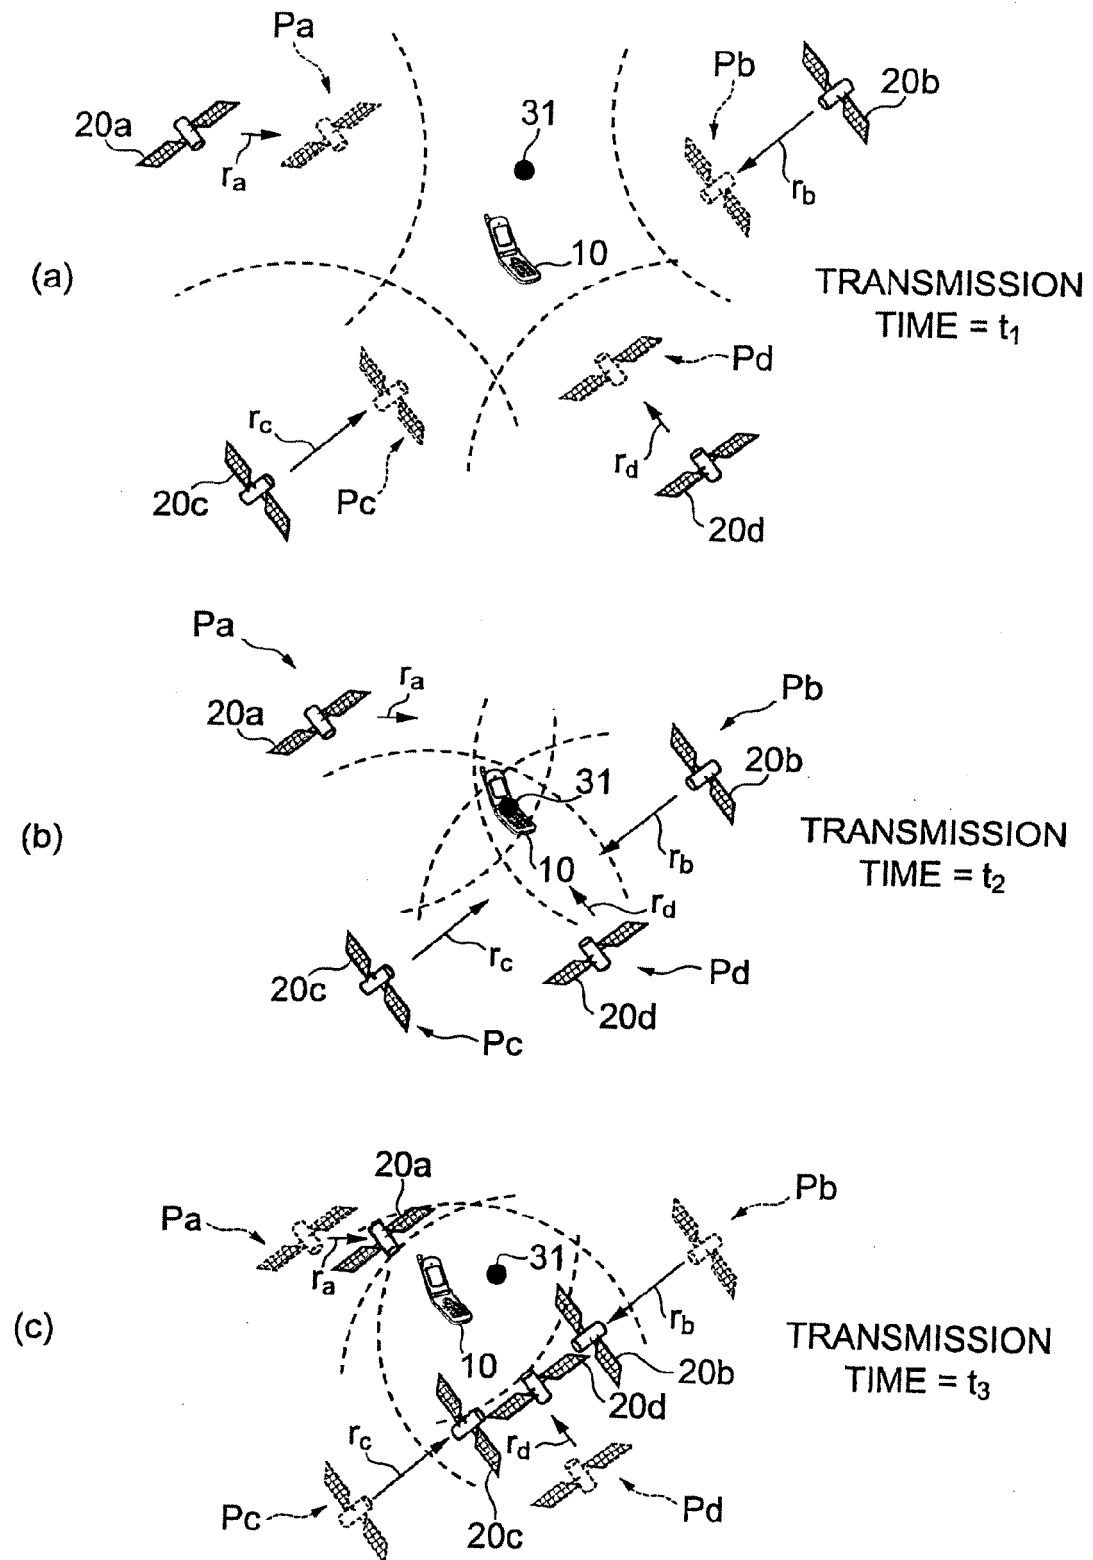 Pa
Pb
20a
31
20b
ra
rb
10
(a)
TRANSMISSION
TIME = t1
Pd
rc
rd
20c
Pc
20d
Pa
ra
Pb
20a
31
20b
(b)
TRANSMISSION
TIME = t2
10
rb
rd
rc
20c
Pd
20d
Pc
20a
Pb
Pa
31
ra
rb
(c)
TRANSMISSION
TIME = t3
10
20b
20d
rc
rd
Pc
20c
Pd